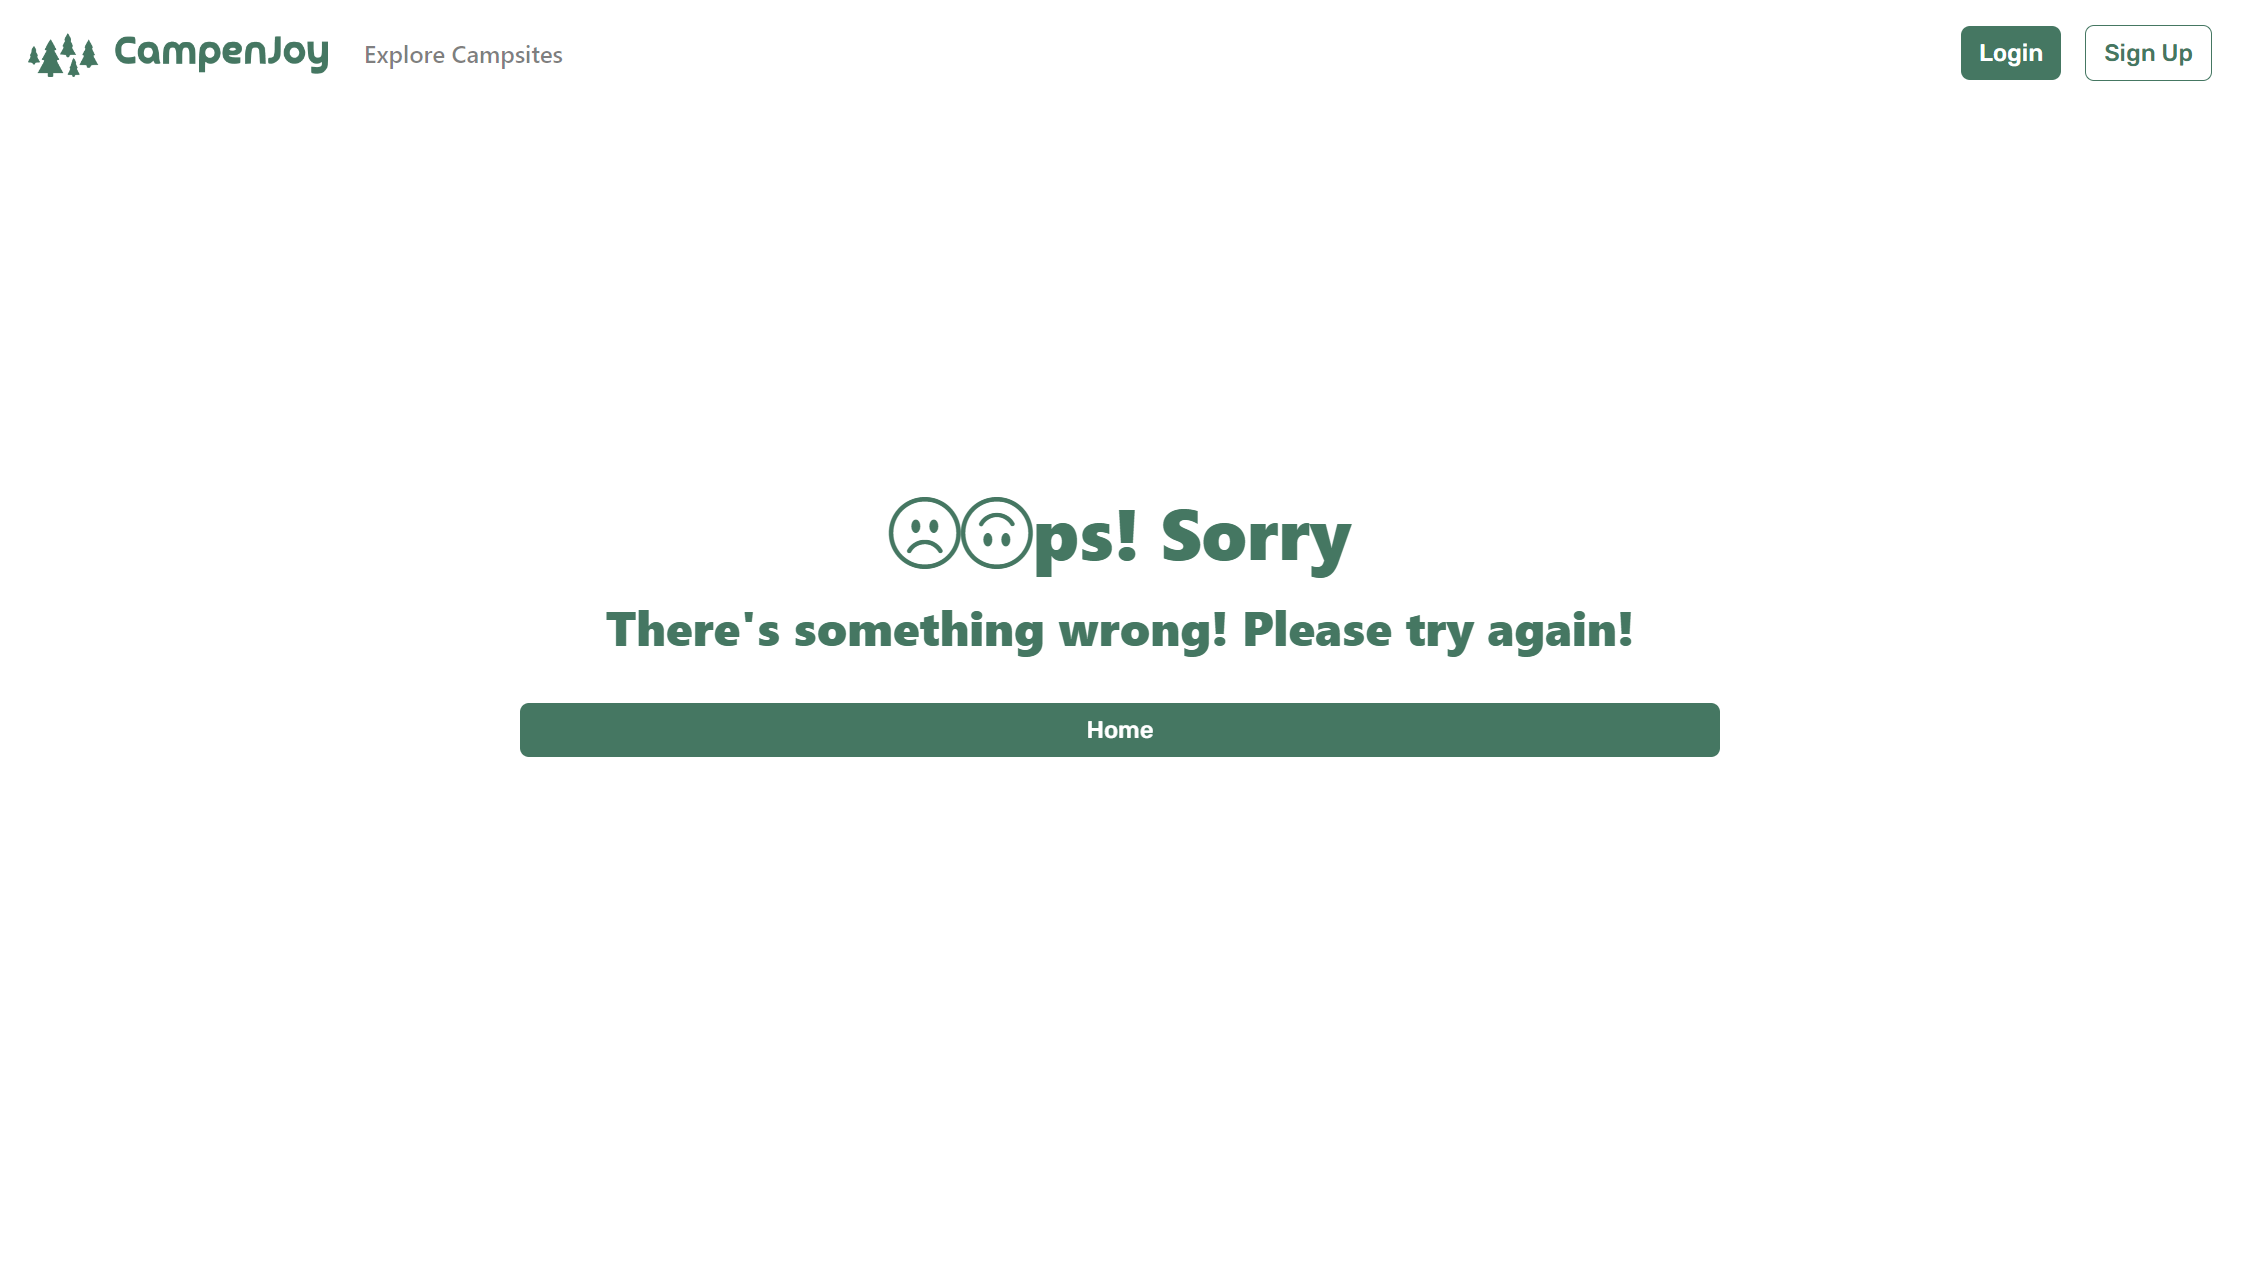 CampenJoy
Explore Campsites
Login
Sign Up
ps! Sorry
There's something wrong! Please try again!
Home